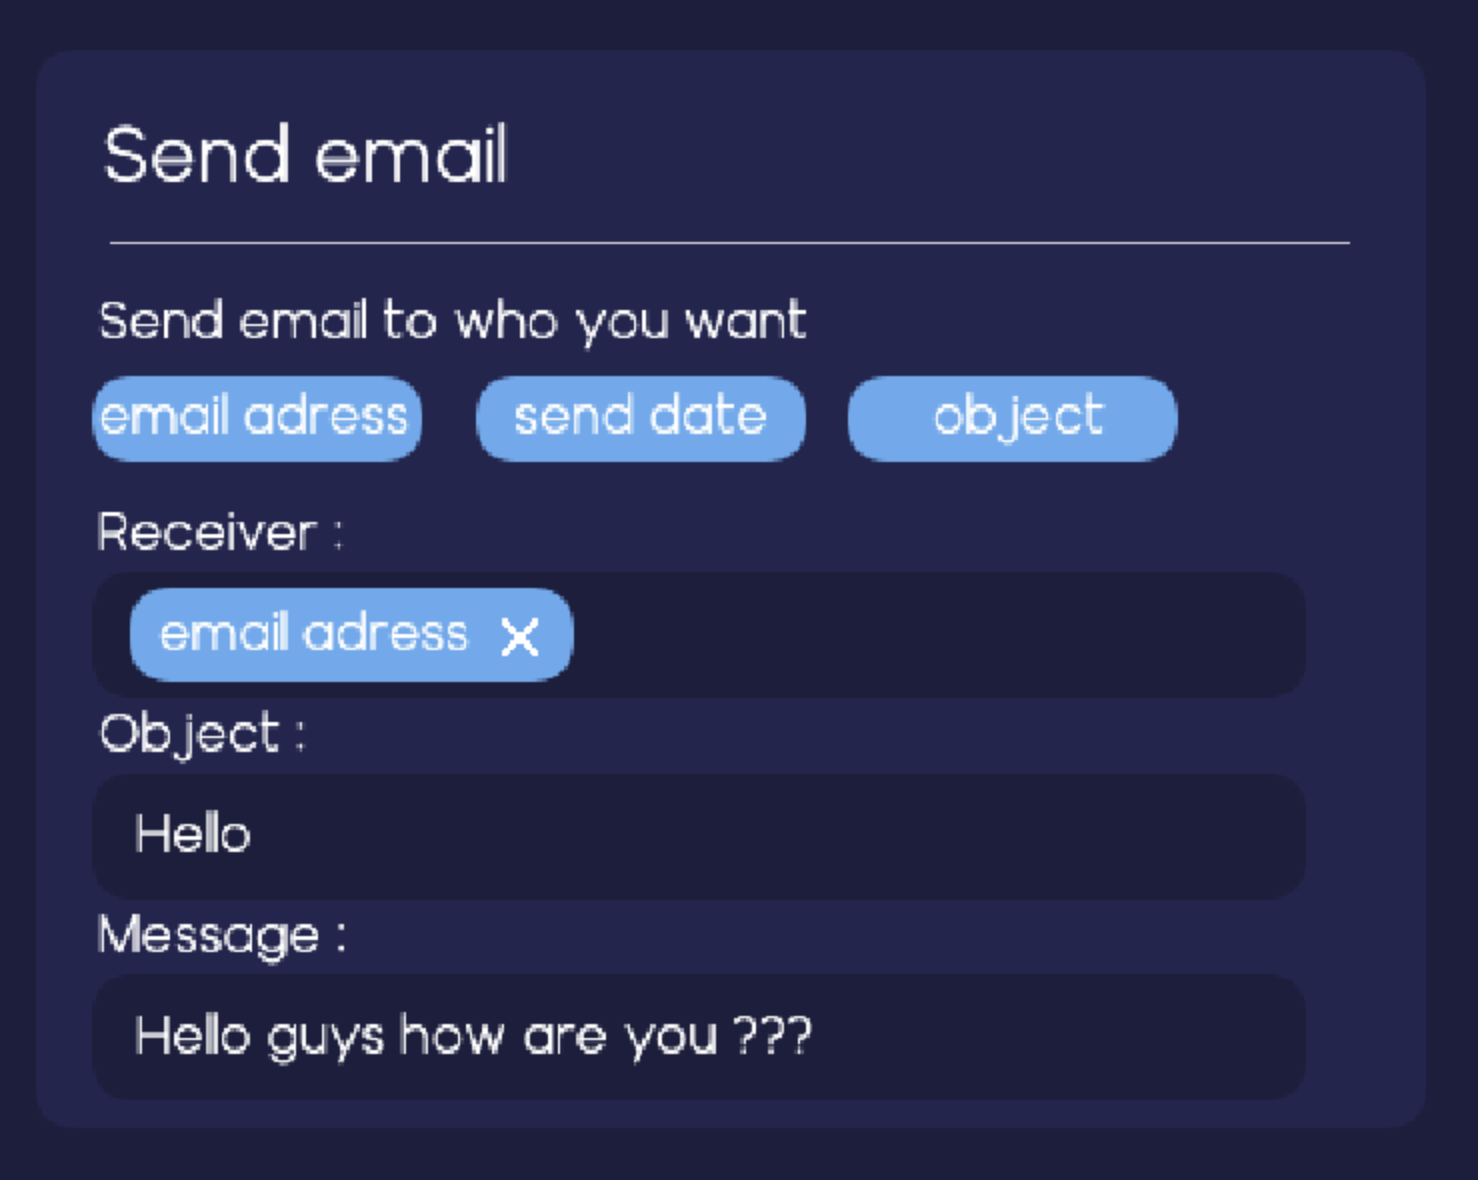 Send email
Send email to who you want
email adress send date object
Receiver :
email adress ×
Object :
Hello
Message :
Hello guys how are you ???